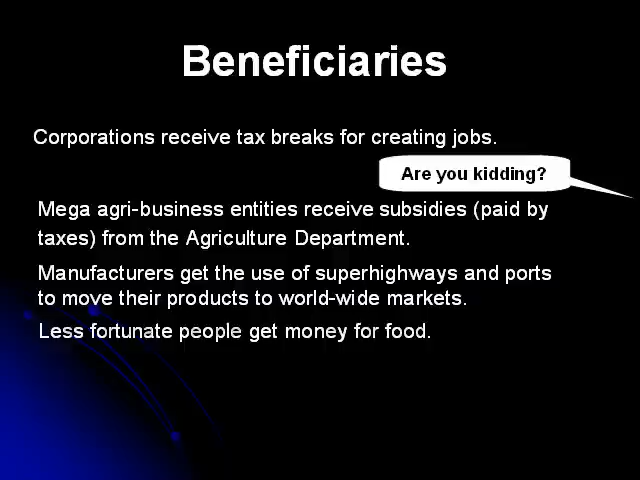 Beneficiaries
Corporations receive tax breaks for creating jobs.
Are you kidding?
Mega agri-business entities receive subsidies (paid by
taxes) from the Agriculture Department.
Manufacturers get the use of superhighways and ports
to move their products to world-wide markets.
Less fortunate people get money for food.